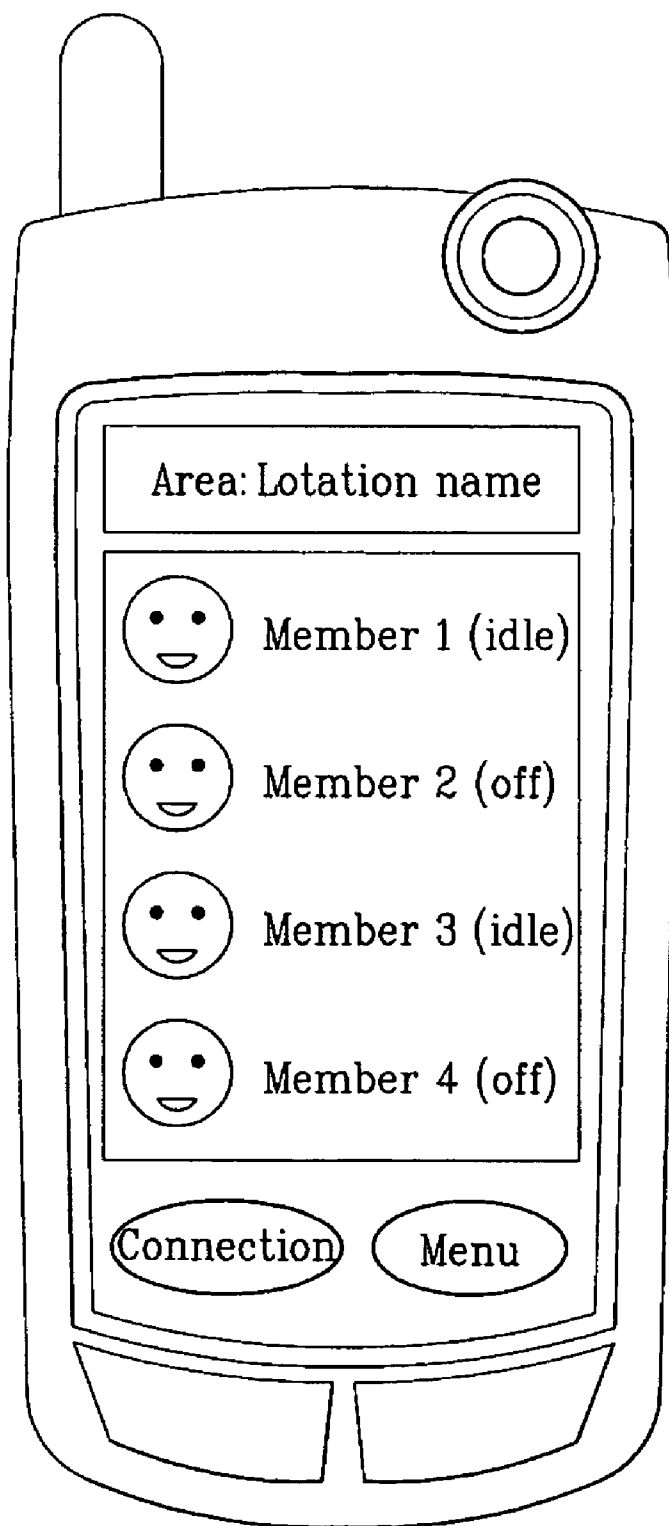 Area: Lotation name
Member 1 (idle)
Member 2 (off)
Member 3 (idle)
Member 4 (off)
Connection Menu